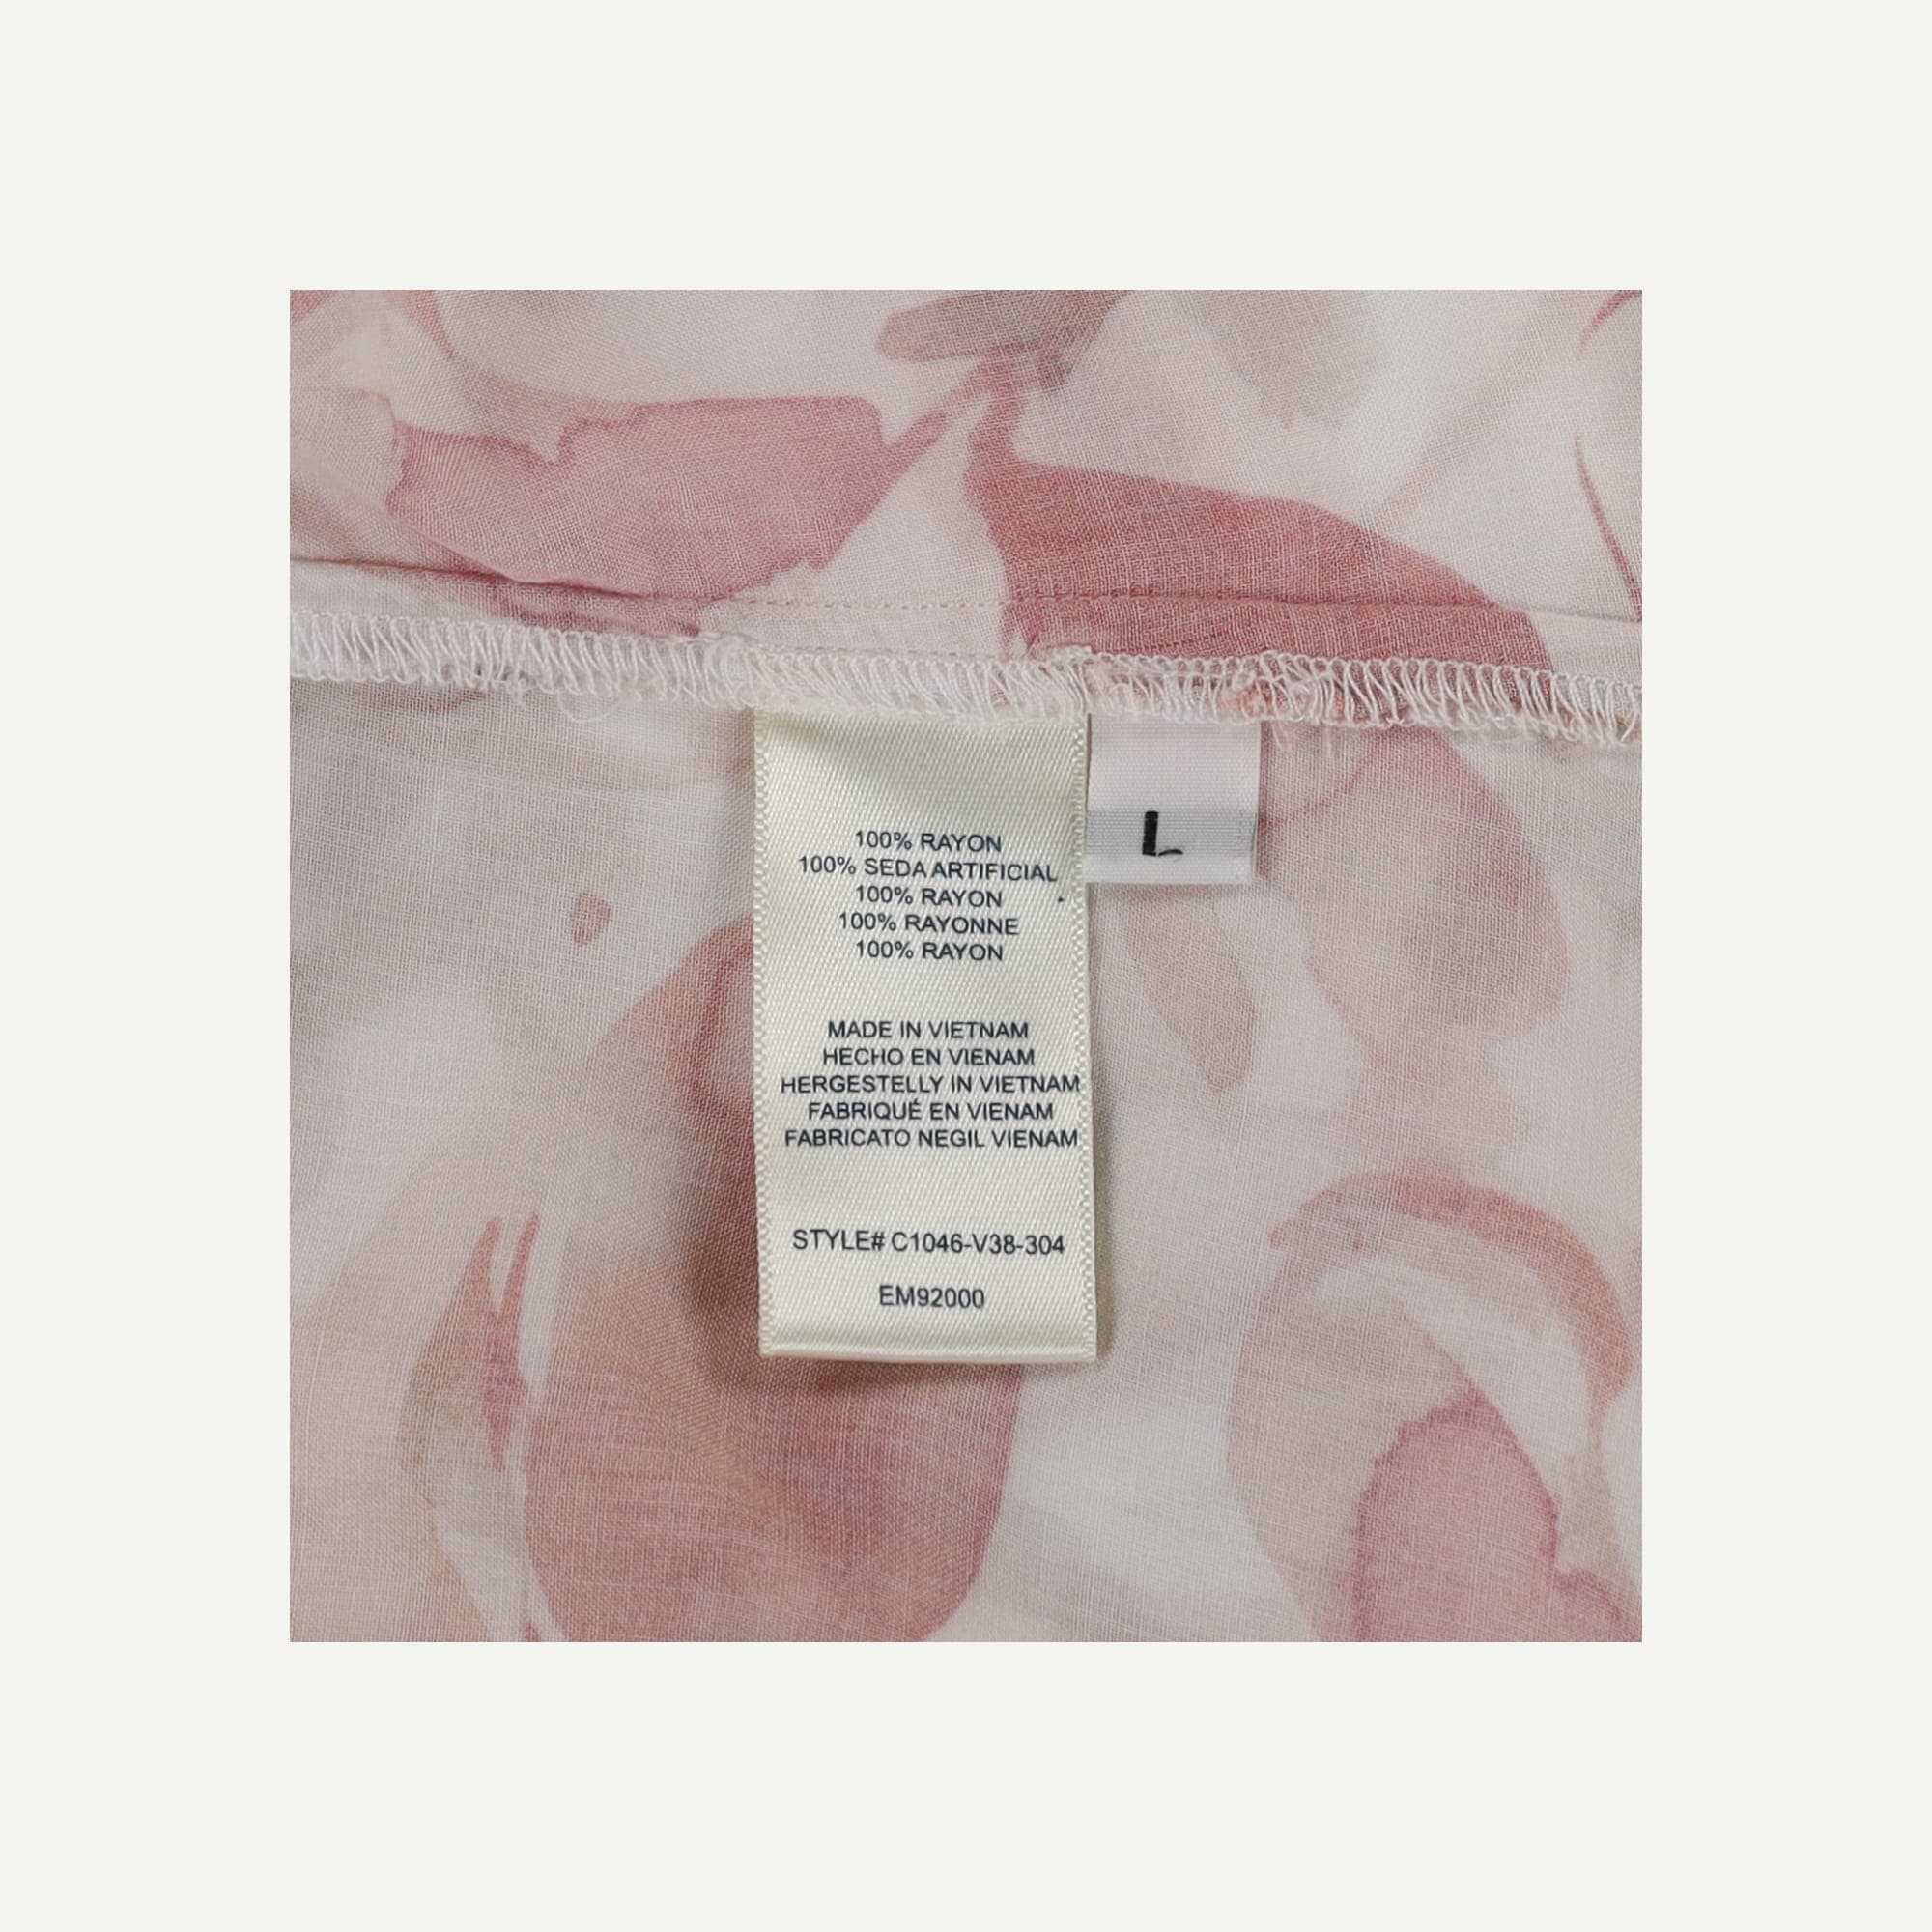 100% RAYON
100% SEDA ARTIFICIAL
100% RAYON
100% RAYONNE
100% RAYON
MADE IN VIETNAM
HECHO EN VIENAM
HERGESTELLY IN VIETNAM
FABRIQUÉ EN VIENAM
FABRICATO NEGIL VIENAM
STYLE# C1046-V38-304
EM92000
L